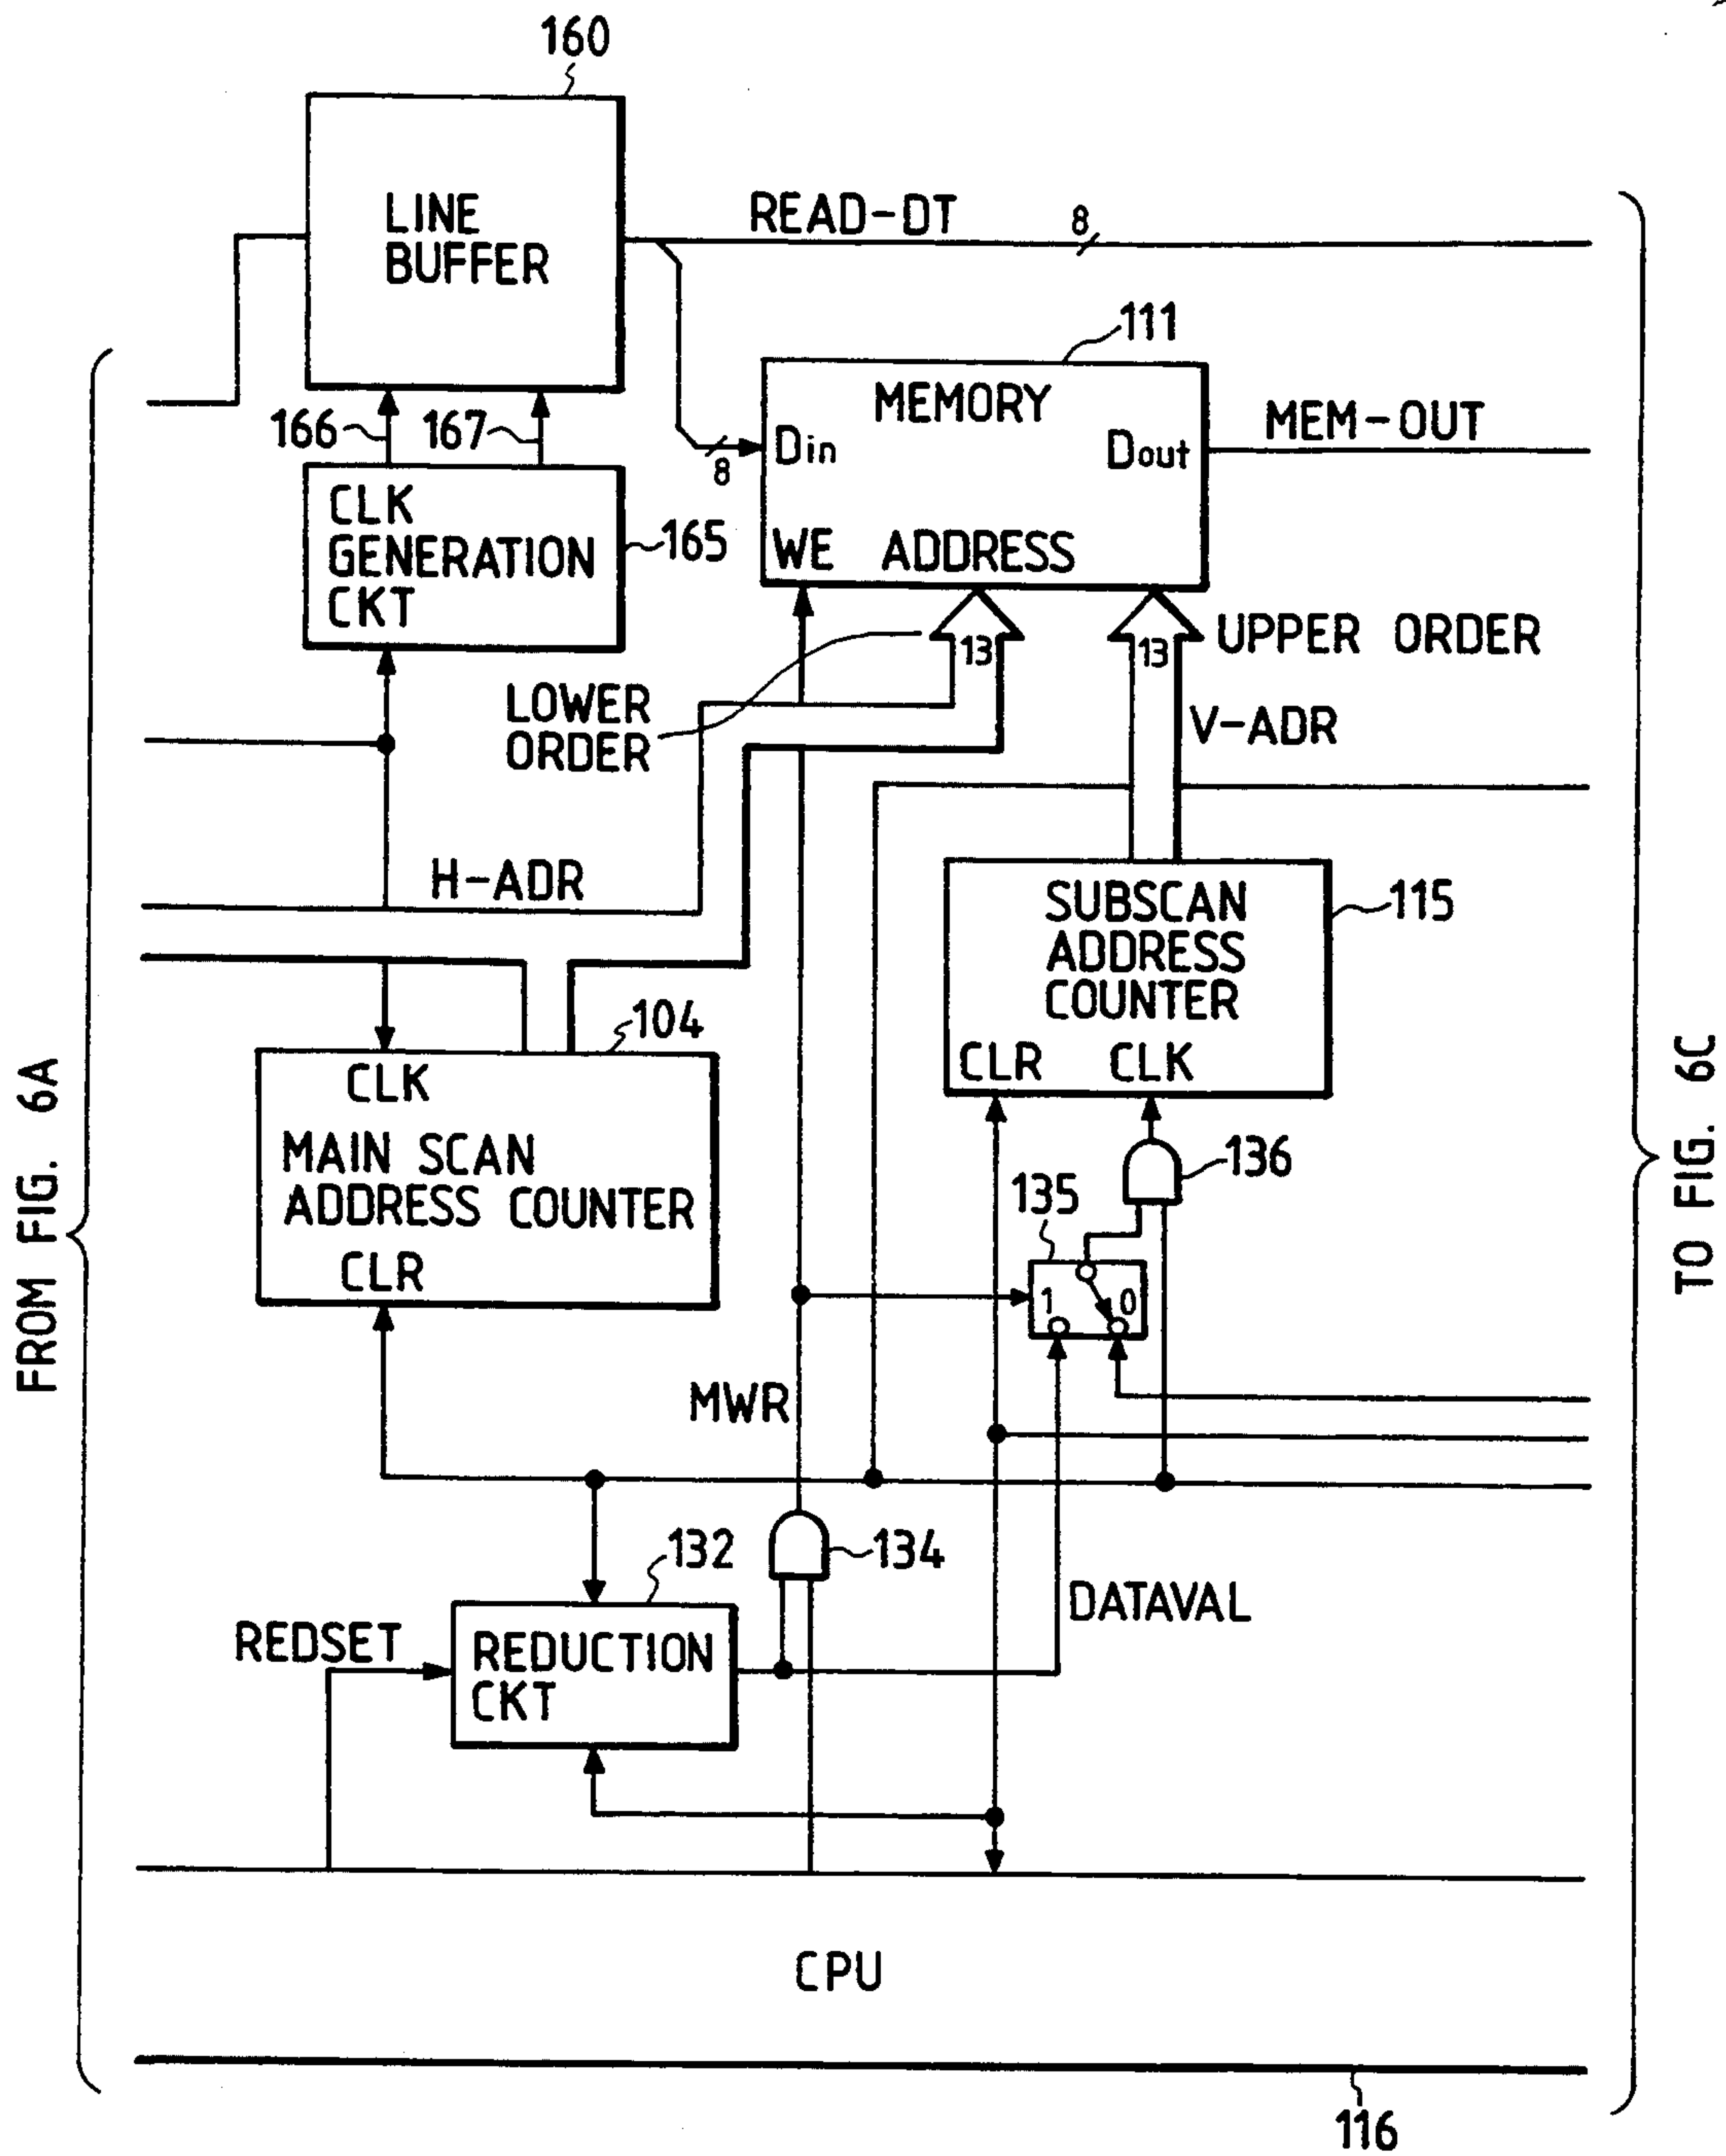 160
LINE
BUFFER
READ-DT
8
111
MEMORY
Din
Dout
WE ADDRESS
8
MEM-OUT
166
167
CLK
GENERATION
CKT
165
13
13
UPPER ORDER
LOWER
ORDER
V-ADR
H-ADR
SUBSCAN
ADDRESS
COUNTER
CLR CLK
115
104
CLK
MAIN SCAN
ADDRESS COUNTER
CLR
136
135
1
0
MWR
134
132
DATAVAL
REDSET
REDUCTION
CKT
CPU
116
FROM FIG. 6A
TO FIG. 6C